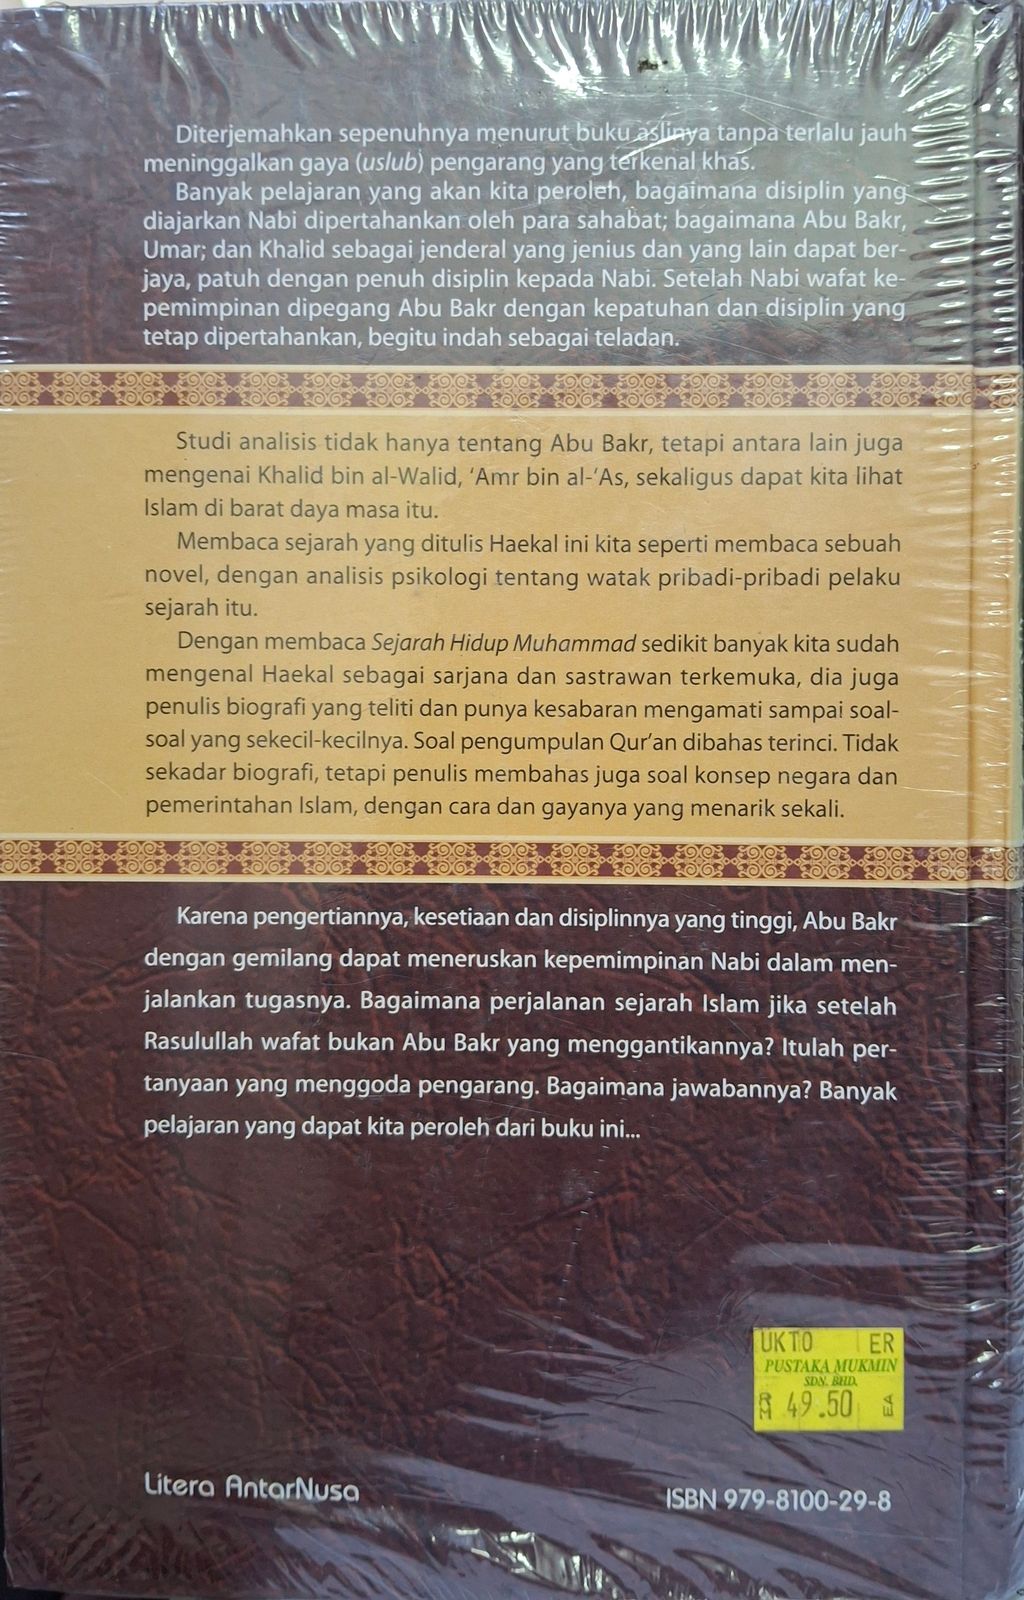 Diterjemahkan sepenuhnya menurut buku aslinya tanpa terlalu jauh
meninggalkan gaya (uslub) pengarang yang terkenal khas.
Banyak pelajaran yang akan kita peroleh, bagaimana disiplin yang
diajarkan Nabi dipertahankan oleh para sahabat; bagaimana Abu Bakr,
Umar; dan Khalid sebagai jenderal yang jenius dan yang lain dapat ber-
jaya, patuh dengan penuh disiplin kepada Nabi. Setelah Nabi wafat ke-
pemimpinan dipegang Abu Bakr dengan kepatuhan dan disiplin yang
tetap dipertahankan, begitu indah sebagai teladan.
Studi analisis tidak hanya tentang Abu Bakr, tetapi antara lain juga
mengenai Khalid bin al-Walid, 'Amr bin al-'As, sekaligus dapat kita lihat
Islam di barat daya masa itu.
Membaca sejarah yang ditulis Haekal ini kita seperti membaca sebuah
novel, dengan analisis psikologi tentang watak pribadi-pribadi pelaku
sejarah itu.
Dengan membaca Sejarah Hidup Muhammad sedikit banyak kita sudah
mengenal Haekal sebagai sarjana dan sastrawan terkemuka, dia juga
penulis biografi yang teliti dan punya kesabaran mengamati sampai soal-
soal yang sekecil-kecilnya. Soal pengumpulan Qur'an dibahas terinci. Tidak
sekadar biografi, tetapi penulis membahas juga soal konsep negara dan
pemerintahan Islam, dengan cara dan gayanya yang menarik sekali.
Karena pengertiannya, kesetiaan dan disiplinnya yang tinggi, Abu Bakr
dengan gemilang dapat meneruskan kepemimpinan Nabi dalam men-
jalankan tugasnya. Bagaimana perjalanan sejarah Islam jika setelah
Rasulullah wafat bukan Abu Bakr yang menggantikannya? Itulah per-
tanyaan yang menggoda pengarang. Bagaimana jawabannya? Banyak
pelajaran yang dapat kita peroleh dari buku ini...
UKTO ER
PUSTAKA MUKMIN
SDN. BHD.
RM 49.50 EA
Litera AntarNusa
ISBN 979-8100-29-8